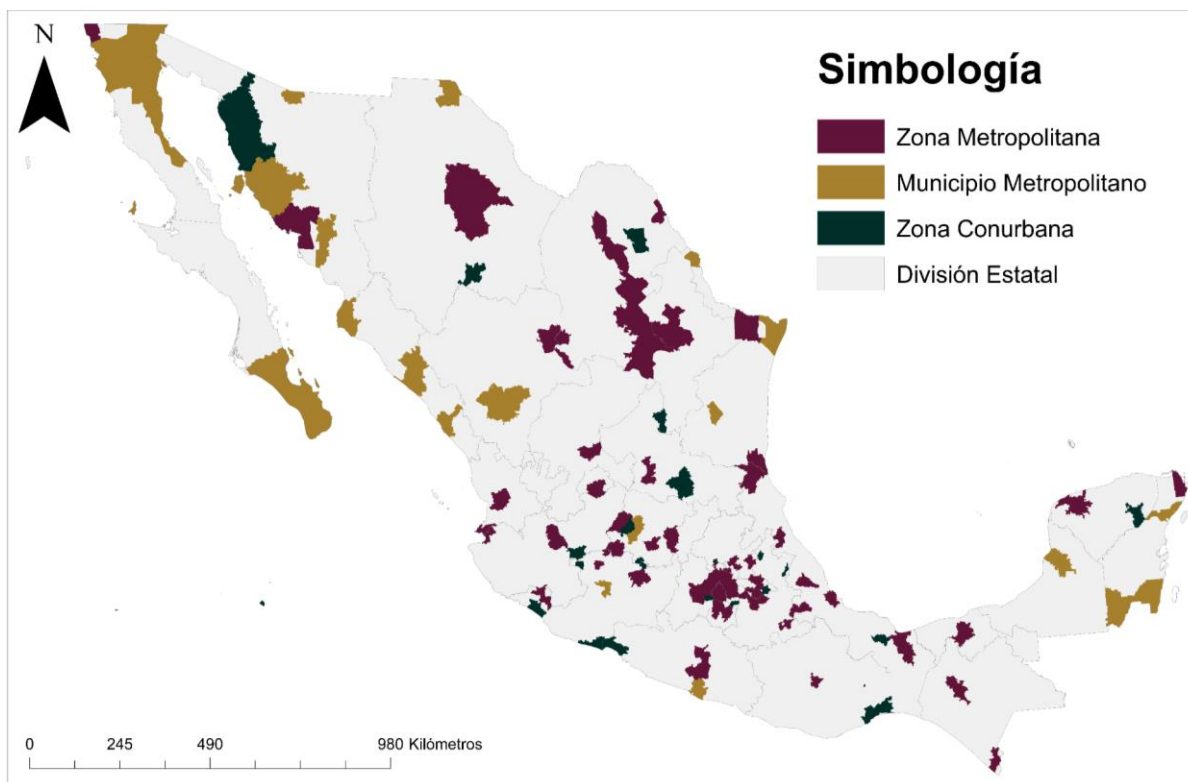 N
Simbología
Zona Metropolitana
Municipio Metropolitano
Zona Conurbana
División Estatal
0 245 490 980 Kilómetros